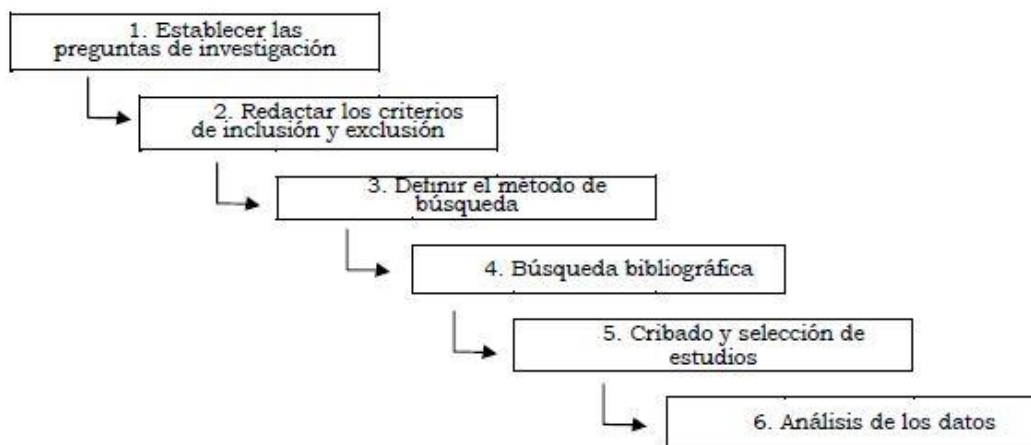 1. Establecer las
preguntas de investigación
2. Redactar los criterios
de inclusión y exclusión
3. Definir el método de
búsqueda
4. Búsqueda bibliográfica
5. Cribado y selección de
estudios
6. Análisis de los datos